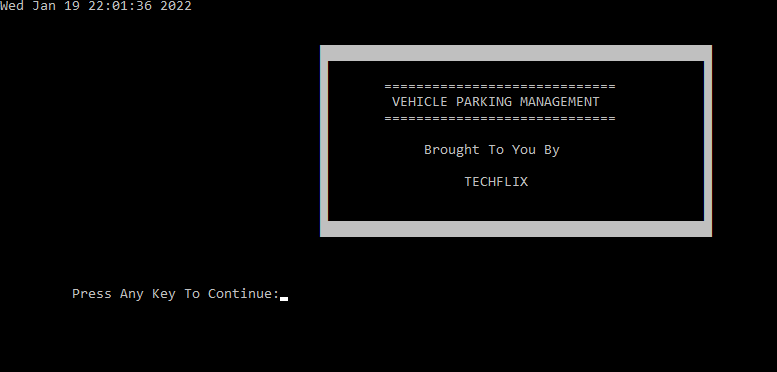 Wed Jan 19 22:01:36 2022
=============================
VEHICLE PARKING MANAGEMENT
=============================
Brought To You By
TECHFLIX
Press Any Key To Continue: